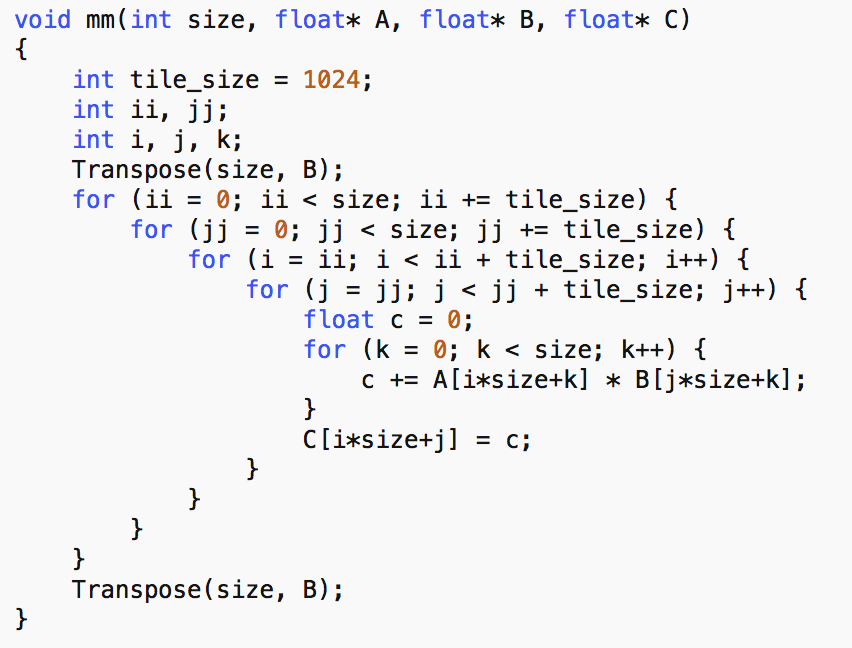 void mm(int size, float* A, float* B, float* C)
{
    int tile_size = 1024;
    int ii, jj;
    int i, j, k;
    Transpose(size, B);
    for (ii = 0; ii < size; ii += tile_size) {
        for (jj = 0; jj < size; jj += tile_size) {
            for (i = ii; i < ii + tile_size; i++) {
                for (j = jj; j < jj + tile_size; j++) {
                    float c = 0;
                    for (k = 0; k < size; k++) {
                        c += A[i*size+k] * B[j*size+k];
                    }
                    C[i*size+j] = c;
                }
            }
        }
    }
    Transpose(size, B);
}